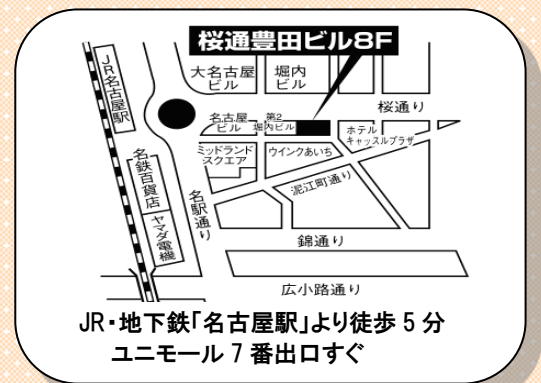 桜通豊田ビル8F
JR名古屋駅
大名古屋
ビル
堀内
ビル
桜通り
名古屋
ビル
第2
堀内ビル
ホテル
キャッスルプラザ
ミッドランド
スクエア
ウインクあいち
名鉄百貨店
ヤマダ電機
名駅通り
泥江町通り
錦通り
広小路通り
JR・地下鉄「名古屋駅」より徒歩 5 分
ユニモール 7 番出口すぐ